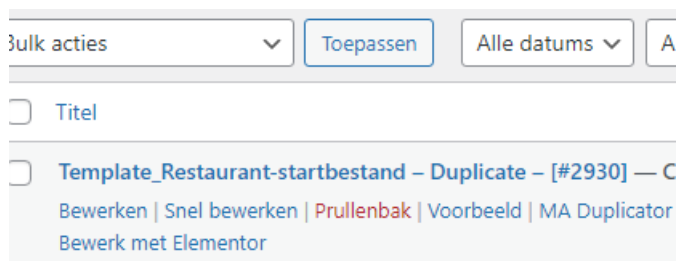 Bulk acties Toepassen Alle datums A
Titel
Template_Restaurant-startbestand – Duplicate – [#2930] — C
Bewerken | Snel bewerken | Prullenbak | Voorbeeld | MA Duplicator
Bewerk met Elementor